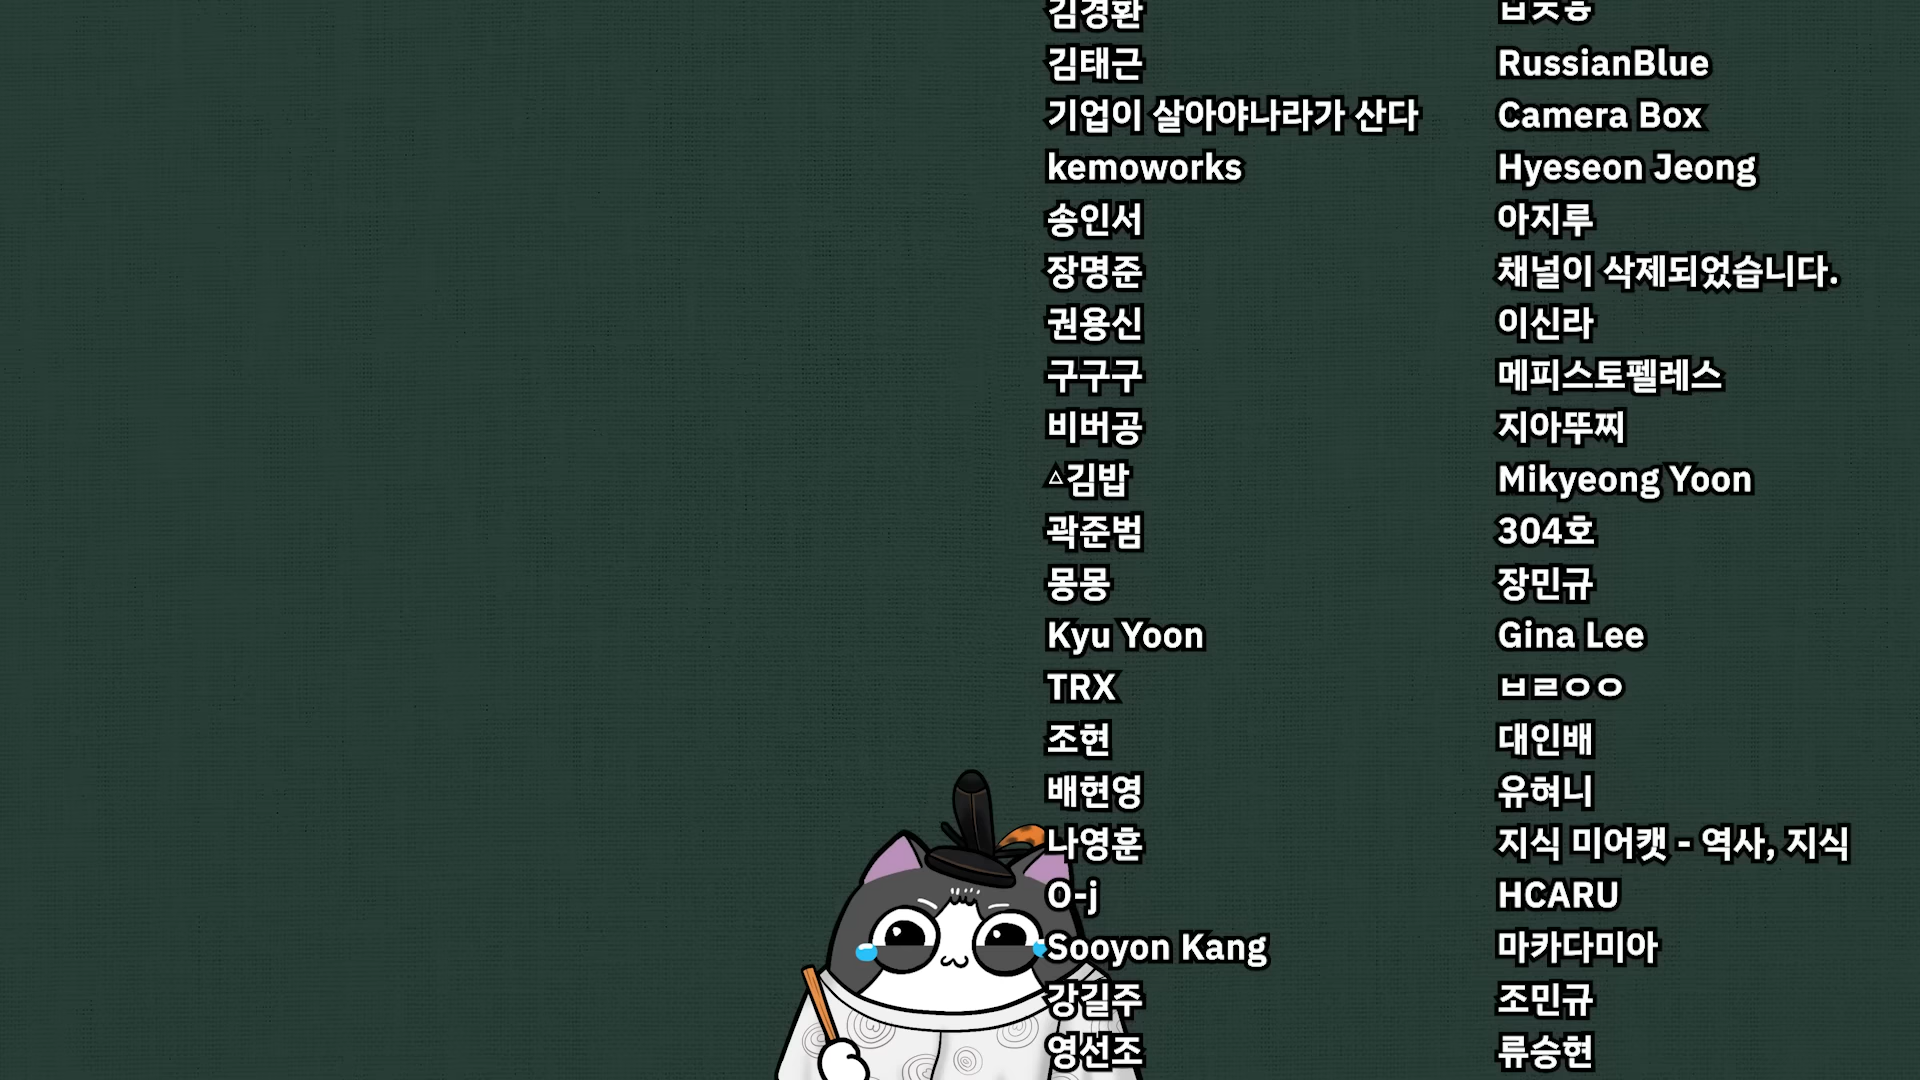 김경환
김태근
기업이 살아야나라가 산다
kemoworks
송인서
장명준
권용신
구구구
비버공
△김밥
곽준범
몽몽
Kyu Yoon
TRX
조현
배현영
나영훈
O-j
Sooyon Kang
강길주
영선조
RussianBlue
Camera Box
Hyeseon Jeong
아지루
채널이 삭제되었습니다.
이신라
메피스토펠레스
지아뚜찌
Mikyeong Yoon
304호
장민규
Gina Lee
ㅂㄹㅇㅇ
대인배
유혀니
지식 미어캣 - 역사, 지식
HCARU
마카다미아
조민규
류승현